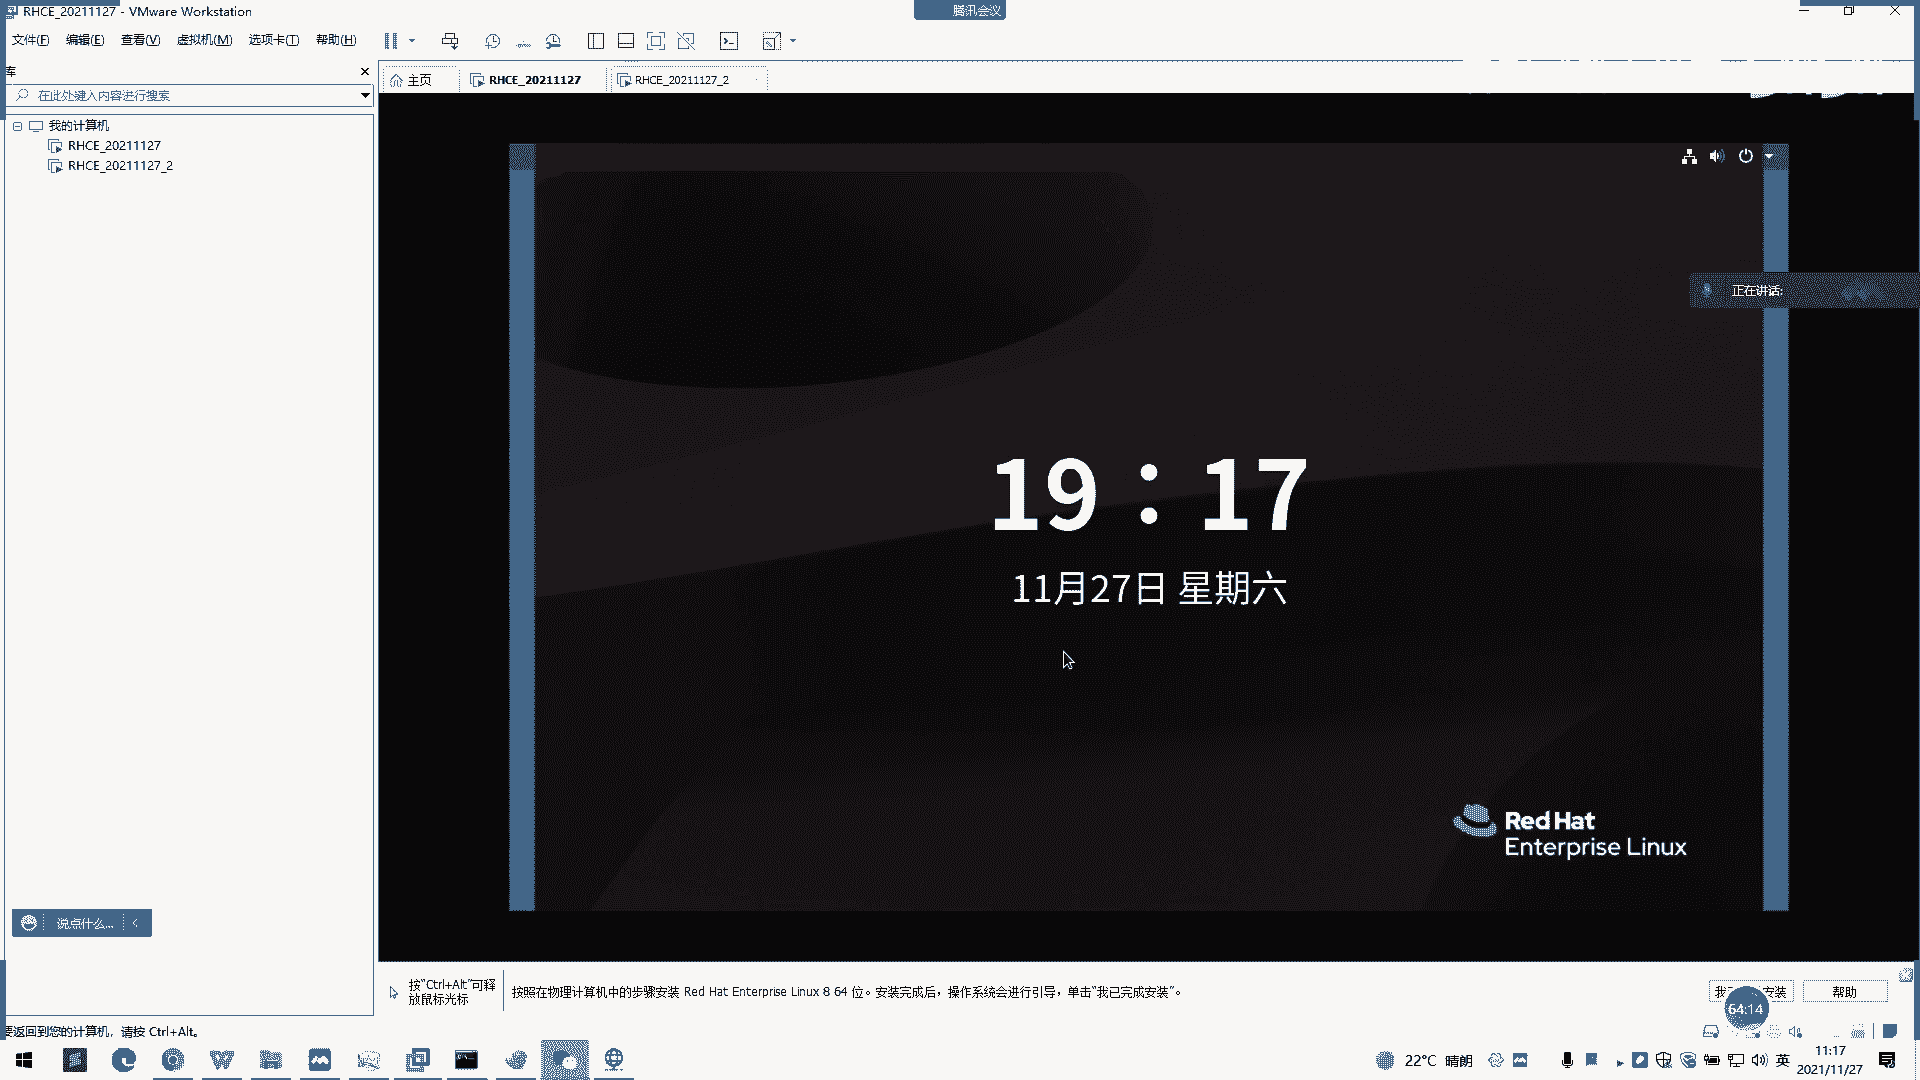 RHCE_20211127 - VMware Workstation
腾讯会议
文件(F) 编辑(E) 查看(V) 虚拟机(M) 选项卡(T) 帮助(H)
库
主页
RHCE_20211127
RHCE_20211127_2
在此处键入内容进行搜索
我的计算机
RHCE_20211127
RHCE_20211127_2
正在讲话:
19：17
11月27日 星期六
Red Hat
Enterprise Linux
说点什么...
按"Ctrl+Alt"可释
放鼠标光标
按照在物理计算机中的步骤安装 Red Hat Enterprise Linux 8 64 位。安装完成后，操作系统会进行引导，单击"我已完成安装"。
安装
帮助
64:14
要返回到您的计算机，请按 Ctrl+Alt。
22°C 晴朗
英
11:17
2021/11/27